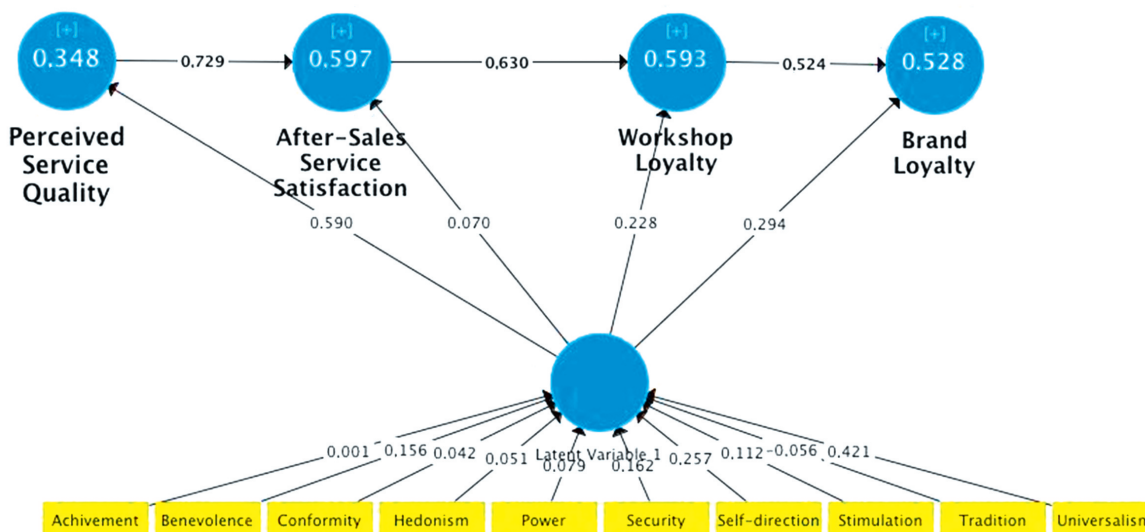 [+] [+] [+] [+]
0.348 0.729 0.597 0.630 0.593 0.524 0.528
Perceived
Service
Quality
After-Sales
Service
Satisfaction
Workshop
Loyalty
Brand
Loyalty
0.590 0.070 0.228 0.294
Latent Variable 1
0.001 0.156 0.042 0.051 0.079 0.162 0.257 0.112 -0.056 0.421
Achivement Benevolence Conformity Hedonism Power Security Self-direction Stimulation Tradition Universalism